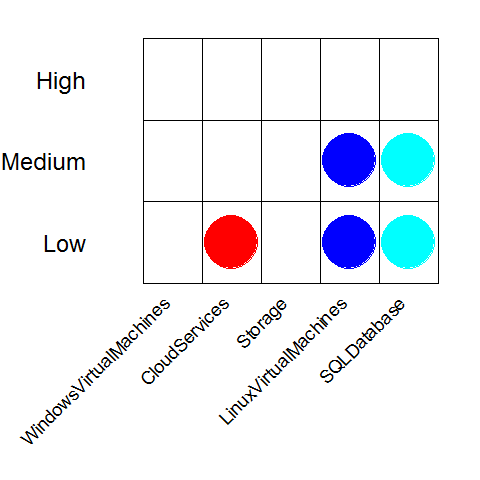 High
Medium
Low
WindowsVirtualMachines
CloudServices
Storage
LinuxVirtualMachines
SQLDatabase